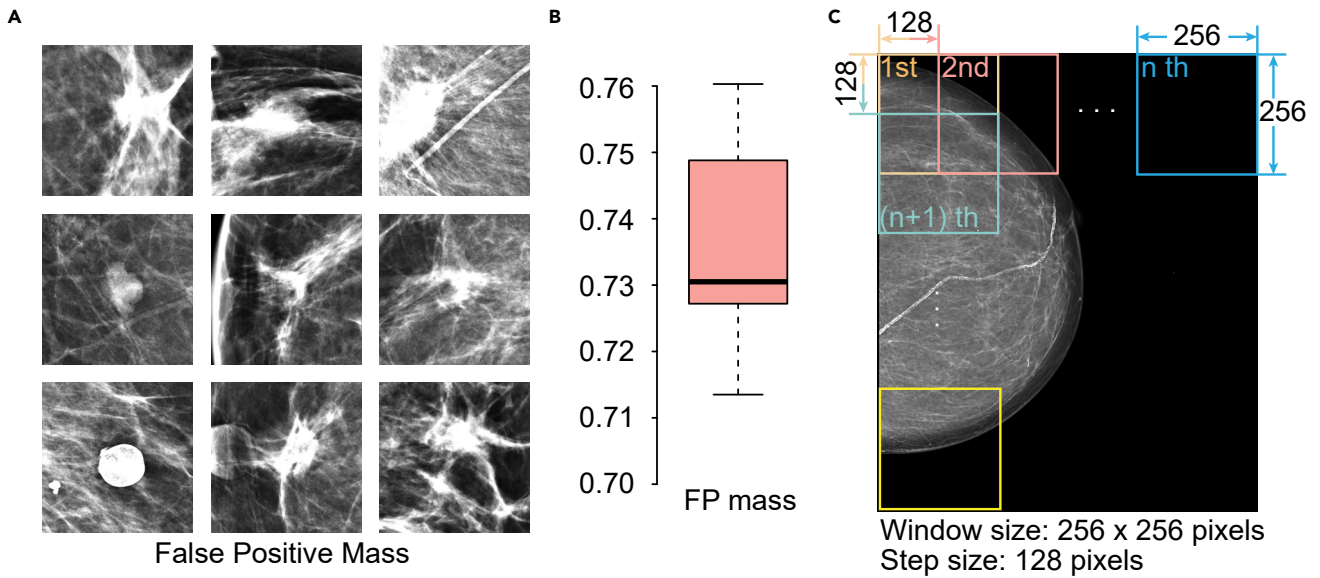 A
False Positive Mass
B
0.76
0.75
0.74
0.73
0.72
0.71
0.70
FP mass
C
128
256
128
1st
2nd
. . .
n th
256
(n+1) th
Window size: 256 x 256 pixels
Step size: 128 pixels